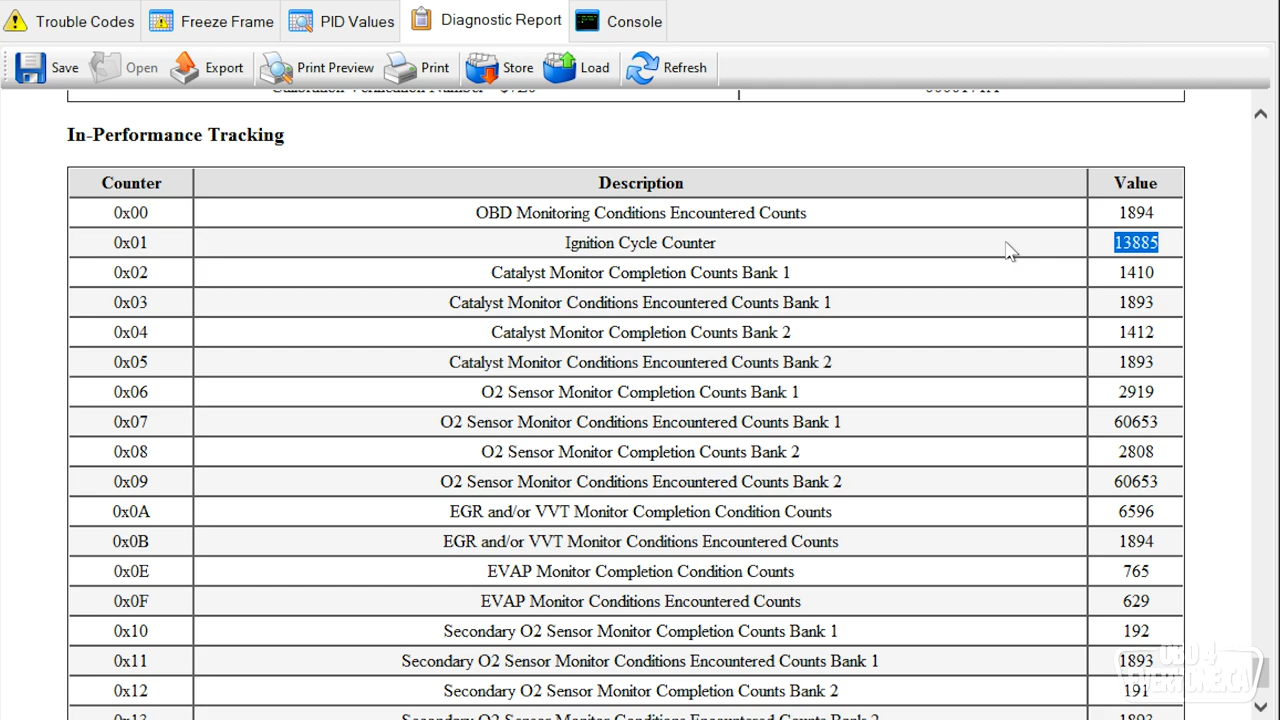 Trouble Codes Freeze Frame PID Values Diagnostic Report Console
Save Open Export Print Preview Print Store Load Refresh
In-Performance Tracking
Counter Description Value
0x00 OBD Monitoring Conditions Encountered Counts 1894
0x01 Ignition Cycle Counter 13885
0x02 Catalyst Monitor Completion Counts Bank 1 1410
0x03 Catalyst Monitor Conditions Encountered Counts Bank 1 1893
0x04 Catalyst Monitor Completion Counts Bank 2 1412
0x05 Catalyst Monitor Conditions Encountered Counts Bank 2 1893
0x06 O2 Sensor Monitor Completion Counts Bank 1 2919
0x07 O2 Sensor Monitor Conditions Encountered Counts Bank 1 60653
0x08 O2 Sensor Monitor Completion Counts Bank 2 2808
0x09 O2 Sensor Monitor Conditions Encountered Counts Bank 2 60653
0x0A EGR and/or VVT Monitor Completion Condition Counts 6596
0x0B EGR and/or VVT Monitor Conditions Encountered Counts 1894
0x0E EVAP Monitor Completion Condition Counts 765
0x0F EVAP Monitor Conditions Encountered Counts 629
0x10 Secondary O2 Sensor Monitor Completion Counts Bank 1 192
0x11 Secondary O2 Sensor Monitor Conditions Encountered Counts Bank 1 1893
0x12 Secondary O2 Sensor Monitor Completion Counts Bank 2 191